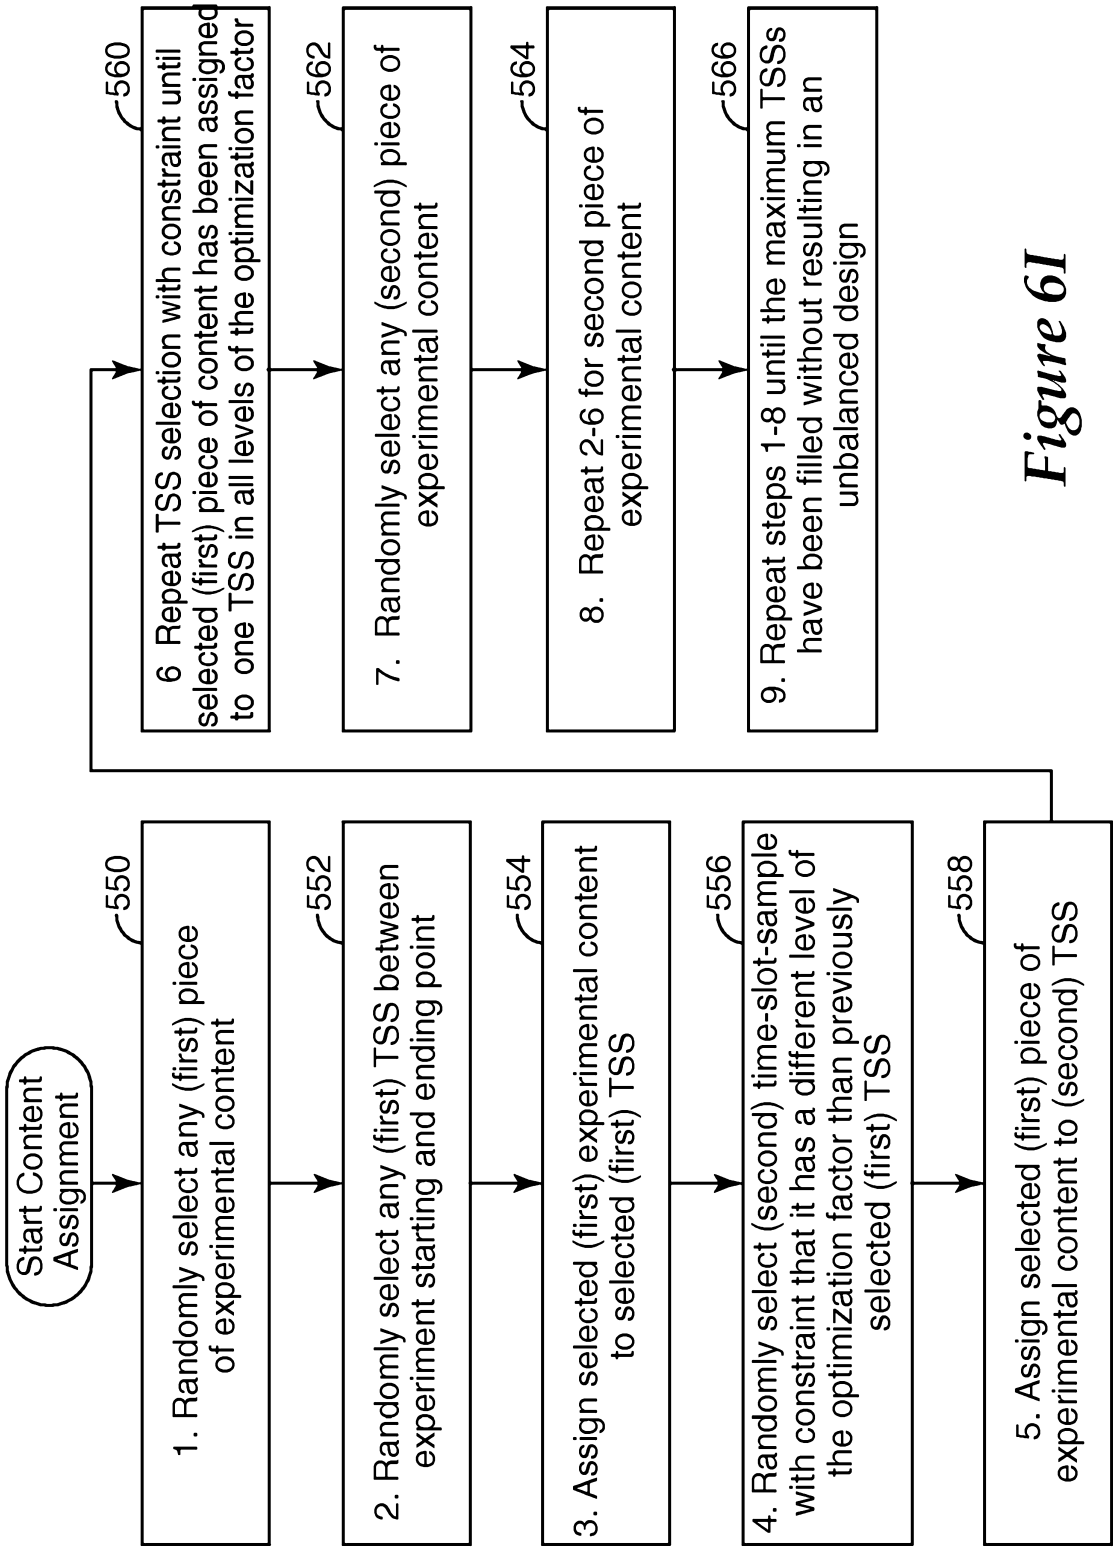 Start Content
Assignment
550
1. Randomly select any (first) piece
of experimental content
552
2. Randomly select any (first) TSS between
experiment starting and ending point
554
3. Assign selected (first) experimental content
to selected (first) TSS
556
4. Randomly select (second) time-slot-sample
with constraint that it has a different level of
the optimization factor than previously
selected (first) TSS
558
5. Assign selected (first) piece of
experimental content to (second) TSS
560
6 Repeat TSS selection with constraint until
selected (first) piece of content has been assigned
to one TSS in all levels of the optimization factor
562
7. Randomly select any (second) piece of
experimental content
564
8. Repeat 2-6 for second piece of
experimental content
566
9. Repeat steps 1-8 until the maximum TSSs
have been filled without resulting in an
unbalanced design
Figure 6I